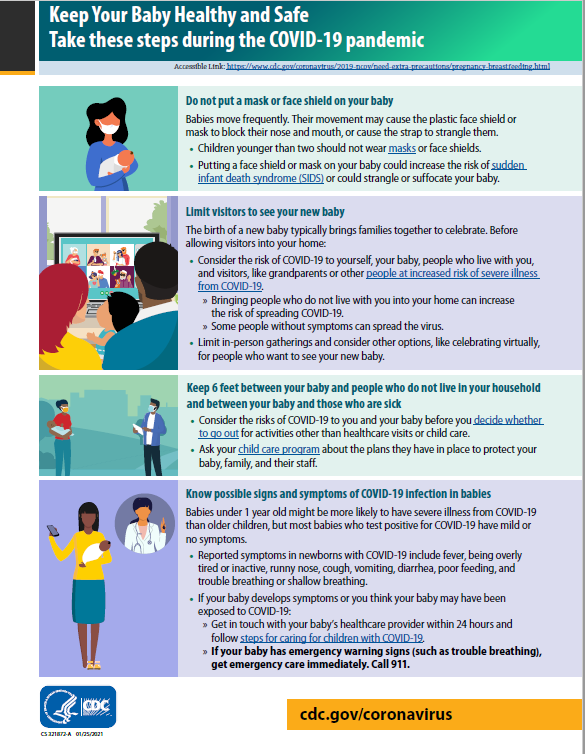 Keep Your Baby Healthy and Safe
Take these steps during the COVID-19 pandemic
Accessible Link: https://www.cdc.gov/coronavirus/2019-ncov/need-extra-precautions/pregnancy-breastfeeding.html
Do not put a mask or face shield on your baby
Babies move frequently. Their movement may cause the plastic face shield or
mask to block their nose and mouth, or cause the strap to strangle them.
• Children younger than two should not wear masks or face shields.
• Putting a face shield or mask on your baby could increase the risk of sudden
infant death syndrome (SIDS) or could strangle or suffocate your baby.
Limit visitors to see your new baby
The birth of a new baby typically brings families together to celebrate. Before
allowing visitors into your home:
• Consider the risk of COVID-19 to yourself, your baby, people who live with you,
and visitors, like grandparents or other people at increased risk of severe illness
from COVID-19.
» Bringing people who do not live with you into your home can increase
the risk of spreading COVID-19.
» Some people without symptoms can spread the virus.
• Limit in-person gatherings and consider other options, like celebrating virtually,
for people who want to see your new baby.
Keep 6 feet between your baby and people who do not live in your household
and between your baby and those who are sick
• Consider the risks of COVID-19 to you and your baby before you decide whether
to go out for activities other than healthcare visits or child care.
• Ask your child care program about the plans they have in place to protect your
baby, family, and their staff.
Know possible signs and symptoms of COVID-19 infection in babies
Babies under 1 year old might be more likely to have severe illness from COVID-19
than older children, but most babies who test positive for COVID-19 have mild or
no symptoms.
• Reported symptoms in newborns with COVID-19 include fever, being overly
tired or inactive, runny nose, cough, vomiting, diarrhea, poor feeding, and
trouble breathing or shallow breathing.
• If your baby develops symptoms or you think your baby may have been
exposed to COVID-19:
» Get in touch with your baby's healthcare provider within 24 hours and
follow steps for caring for children with COVID-19.
» If your baby has emergency warning signs (such as trouble breathing),
get emergency care immediately. Call 911.
CDC
CS 321872-A 01/25/2021
cdc.gov/coronavirus